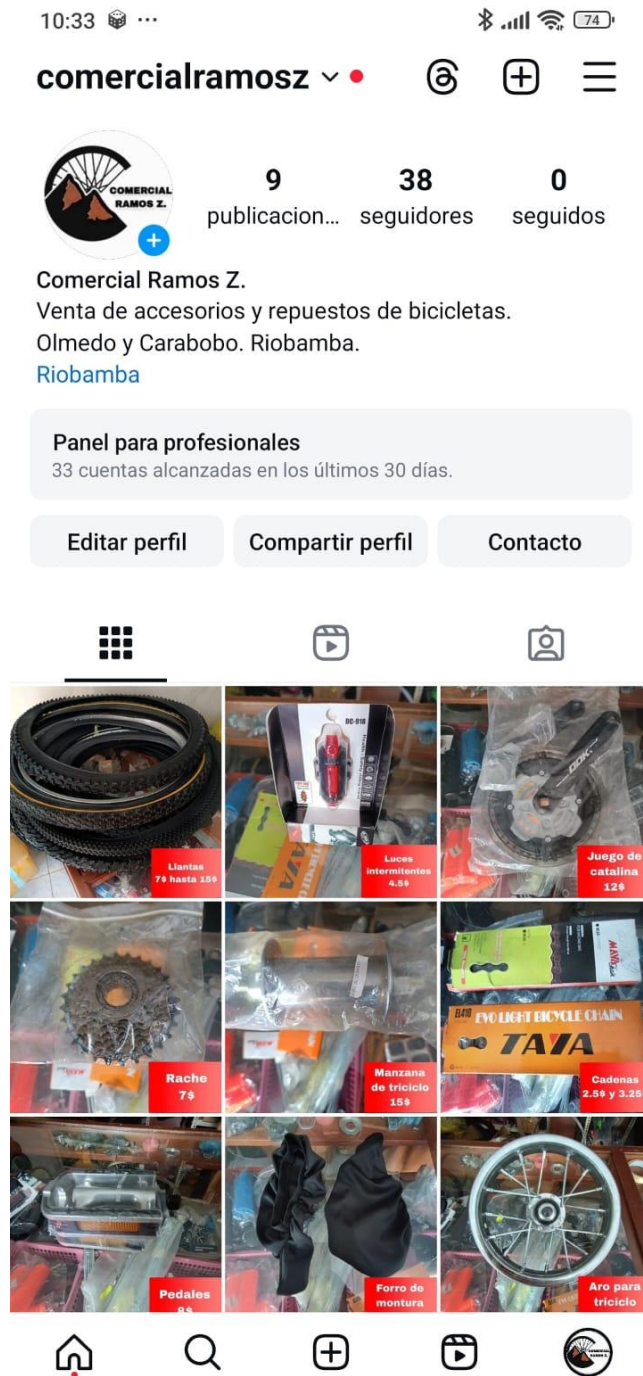 10:33
74
comercialramosz
COMERCIAL
RAMOS Z.
9
38
0
publicacion...
seguidores
seguidos
Comercial Ramos Z.
Venta de accesorios y repuestos de bicicletas.
Olmedo y Carabobo. Riobamba.
Riobamba
Panel para profesionales
33 cuentas alcanzadas en los últimos 30 días.
Editar perfil
Compartir perfil
Contacto
Llantas
7$ hasta 15$
DC-918
Luces
intermitentes
4.5$
TAYA
Juego de
catalina
12$
Rache
7$
Manzana
de triciclo
15$
MAYA
EL410
EVO LIGHT BICYCLE CHAIN
TAYA
Cadenas
2.5$ y 3.25
Pedales
8$
Forro de
montura
Aro para
triciclo